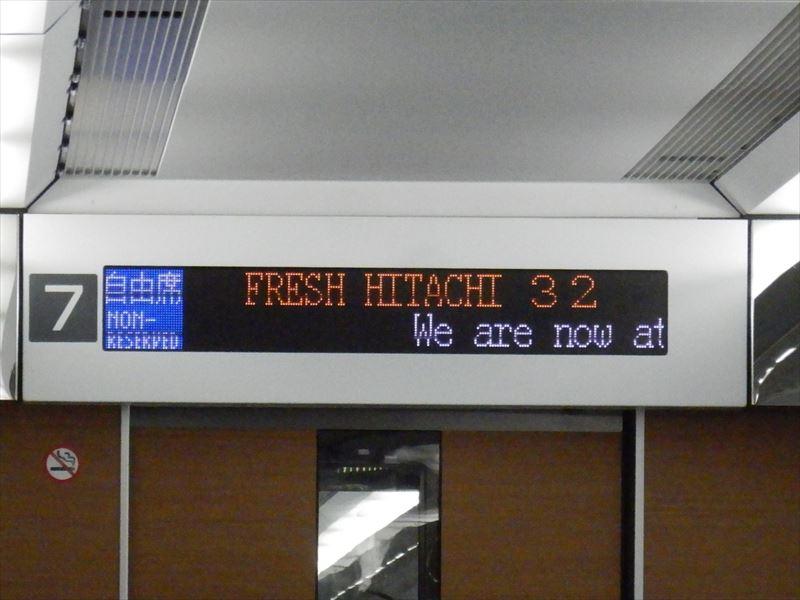 7
自由席
NON-
RESERVED
FRESH HITACHI 32
We are now at